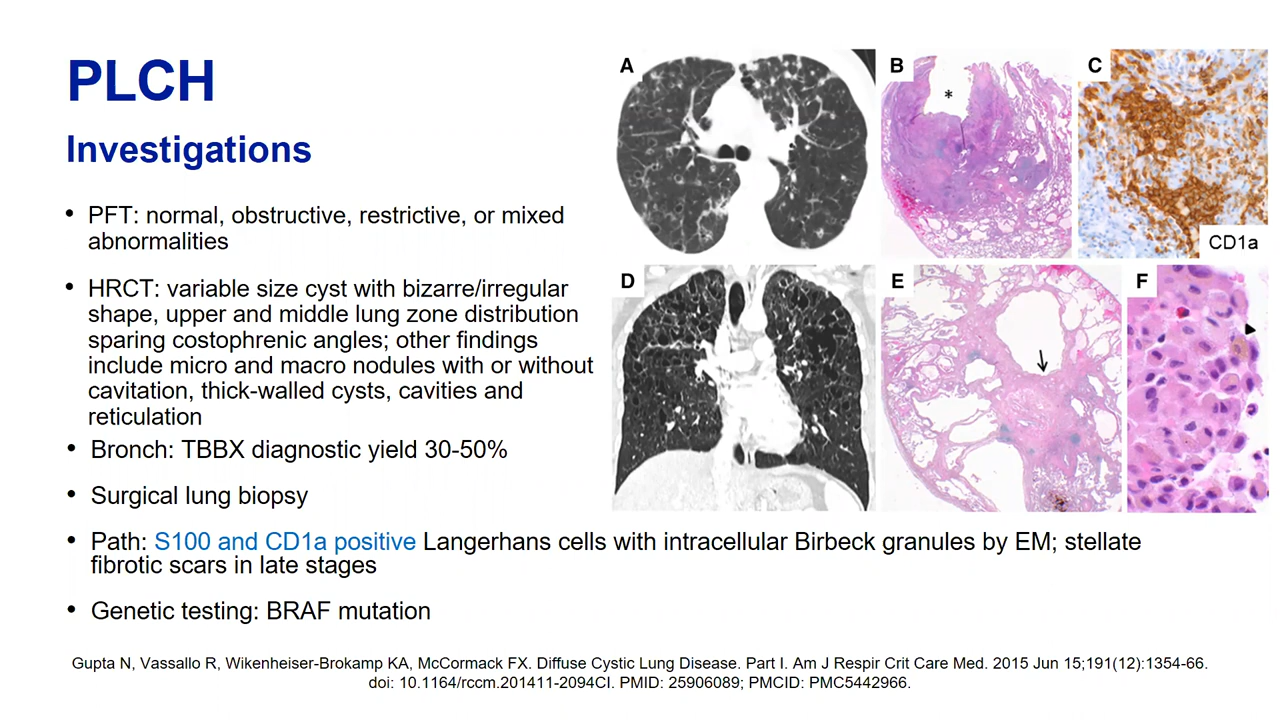 PLCH
Investigations
• PFT: normal, obstructive, restrictive, or mixed
abnormalities
• HRCT: variable size cyst with bizarre/irregular
shape, upper and middle lung zone distribution
sparing costophrenic angles; other findings
include micro and macro nodules with or without
cavitation, thick-walled cysts, cavities and
reticulation
• Bronch: TBBX diagnostic yield 30-50%
• Surgical lung biopsy
• Path: S100 and CD1a positive Langerhans cells with intracellular Birbeck granules by EM; stellate
fibrotic scars in late stages
• Genetic testing: BRAF mutation
A
B
*
C
CD1a
D
E
F
Gupta N, Vassallo R, Wikenheiser-Brokamp KA, McCormack FX. Diffuse Cystic Lung Disease. Part I. Am J Respir Crit Care Med. 2015 Jun 15;191(12):1354-66.
doi: 10.1164/rccm.201411-2094CI. PMID: 25906089; PMCID: PMC5442966.